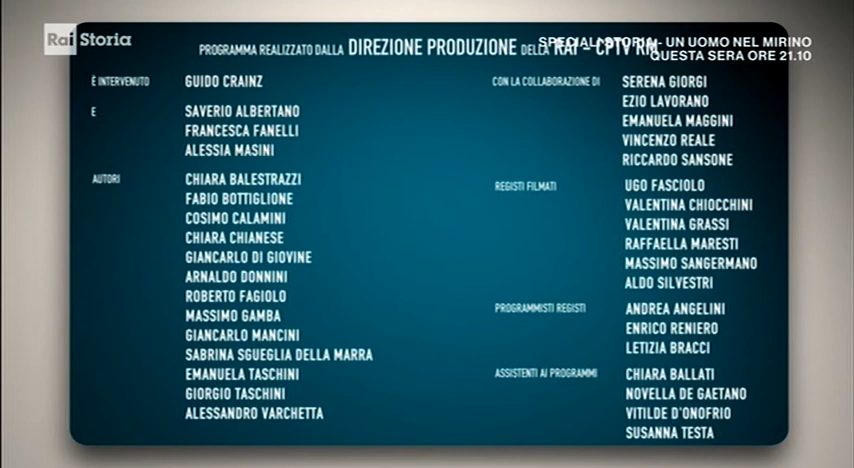 Rai Storia
SPECIALI STORIA - UN UOMO NEL MIRINO
QUESTA SERA ORE 21.10
PROGRAMMA REALIZZATO DALLA DIREZIONE PRODUZIONE DELLA RAI - CPTV RM
È INTERVENUTO GUIDO CRAINZ
E SAVERIO ALBERTANO
FRANCESCA FANELLI
ALESSIA MASINI
AUTORI CHIARA BALESTRAZZI
FABIO BOTTIGLIONE
COSIMO CALAMINI
CHIARA CHIANESE
GIANCARLO DI GIOVINE
ARNALDO DONNINI
ROBERTO FAGIOLO
MASSIMO GAMBA
GIANCARLO MANCINI
SABRINA SGUEGLIA DELLA MARRA
EMANUELA TASCHINI
GIORGIO TASCHINI
ALESSANDRO VARCHETTA
CON LA COLLABORAZIONE DI SERENA GIORGI
EZIO LAVORANO
EMANUELA MAGGINI
VINCENZO REALE
RICCARDO SANSONE
REGISTI FILMATI UGO FASCIOLO
VALENTINA CHIOCCHINI
VALENTINA GRASSI
RAFFAELLA MARESTI
MASSIMO SANGERMANO
ALDO SILVESTRI
PROGRAMMISTI REGISTI ANDREA ANGELINI
ENRICO RENIERO
LETIZIA BRACCI
ASSISTENTI AI PROGRAMMI CHIARA BALLATI
NOVELLA DE GAETANO
VITILDE D'ONOFRIO
SUSANNA TESTA